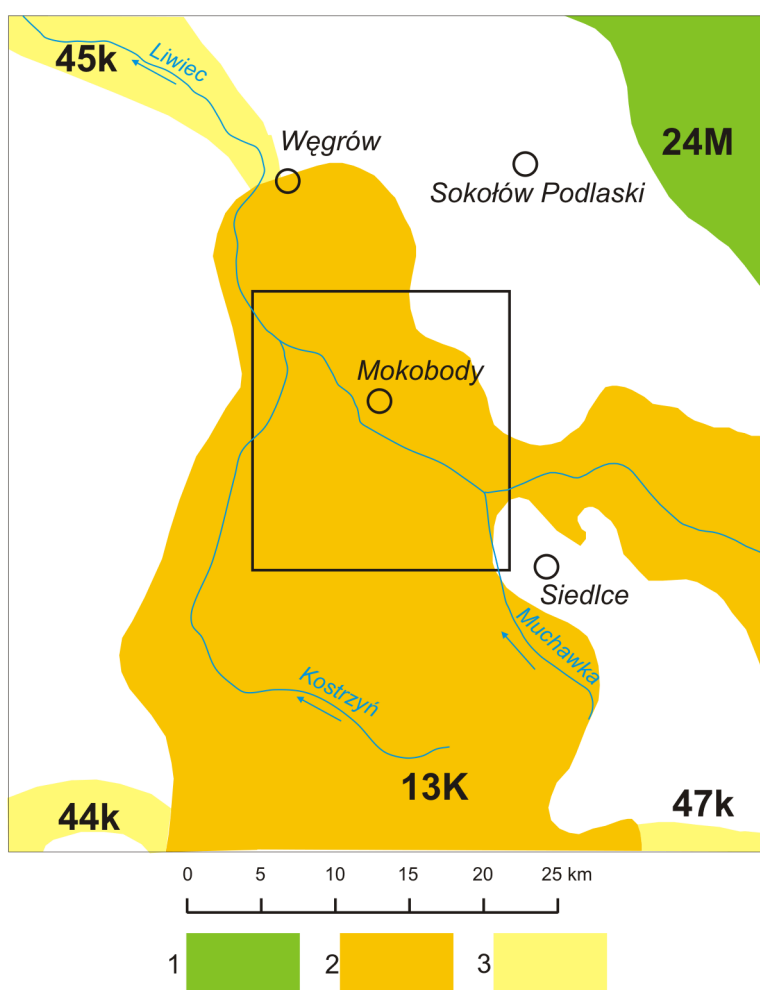 Liwiec
45k
Węgrów
24M
Sokołów Podlaski
Mokobody
Siedlce
Muchawka
Kostrzyń
13K
44k
47k
0 5 10 15 20 25 km
1 2 3